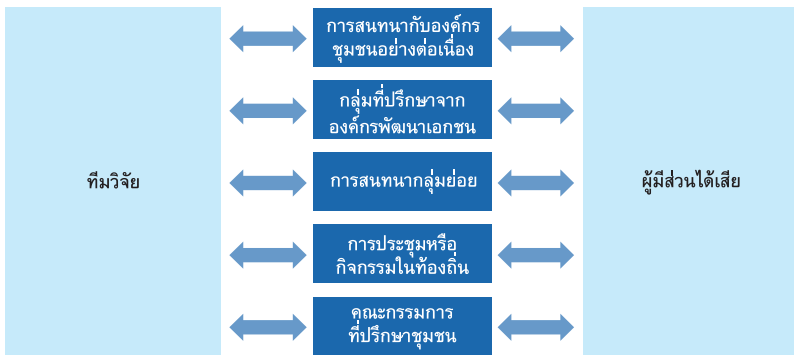 ทีมวิจัย
การสนทนากับองค์กร
ชุมชนอย่างต่อเนื่อง
กลุ่มที่ปรึกษาจาก
องค์กรพัฒนาเอกชน
การสนทนากลุ่มย่อย
การประชุมหรือ
กิจกรรมในท้องถิ่น
คณะกรรมการ
ที่ปรึกษาชุมชน
ผู้มีส่วนได้เสีย